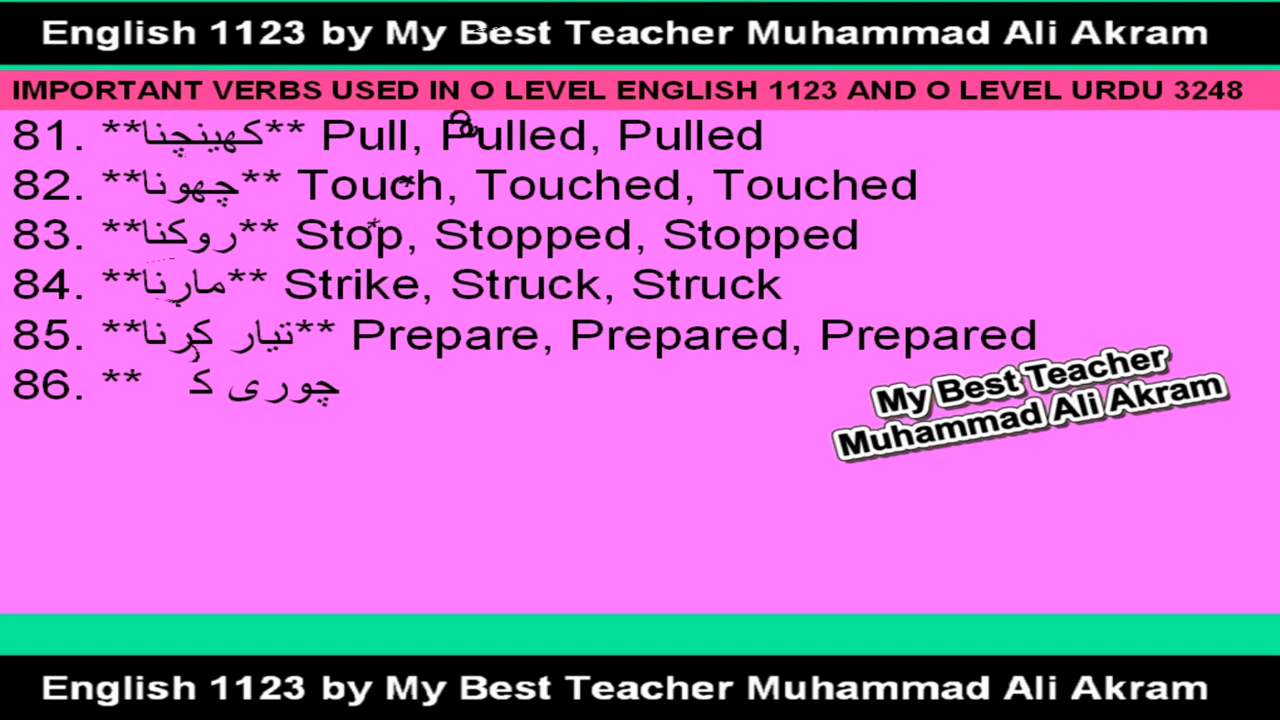 English 1123 by My Best Teacher Muhammad Ali Akram
IMPORTANT VERBS USED IN O LEVEL ENGLISH 1123 AND O LEVEL URDU 3248
81. **کھینچنا** Pull, Pulled, Pulled
82. **چھونا** Touch, Touched, Touched
83. **روکنا** Stop, Stopped, Stopped
84. **مارنا** Strike, Struck, Struck
85. **تیار کرنا** Prepare, Prepared, Prepared
86. **چوری ک
My Best Teacher
Muhammad Ali Akram
English 1123 by My Best Teacher Muhammad Ali Akram